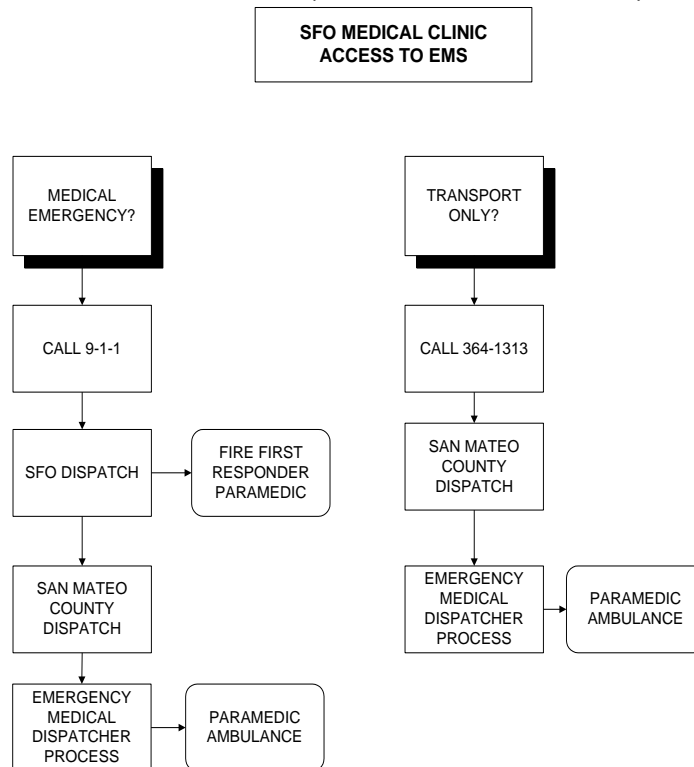 SFO MEDICAL CLINIC
ACCESS TO EMS
MEDICAL
EMERGENCY?
CALL 9-1-1
SFO DISPATCH
FIRE FIRST
RESPONDER
PARAMEDIC
SAN MATEO
COUNTY
DISPATCH
EMERGENCY
MEDICAL
DISPATCHER
PROCESS
PARAMEDIC
AMBULANCE
TRANSPORT
ONLY?
CALL 364-1313
SAN MATEO
COUNTY
DISPATCH
EMERGENCY
MEDICAL
DISPATCHER
PROCESS
PARAMEDIC
AMBULANCE